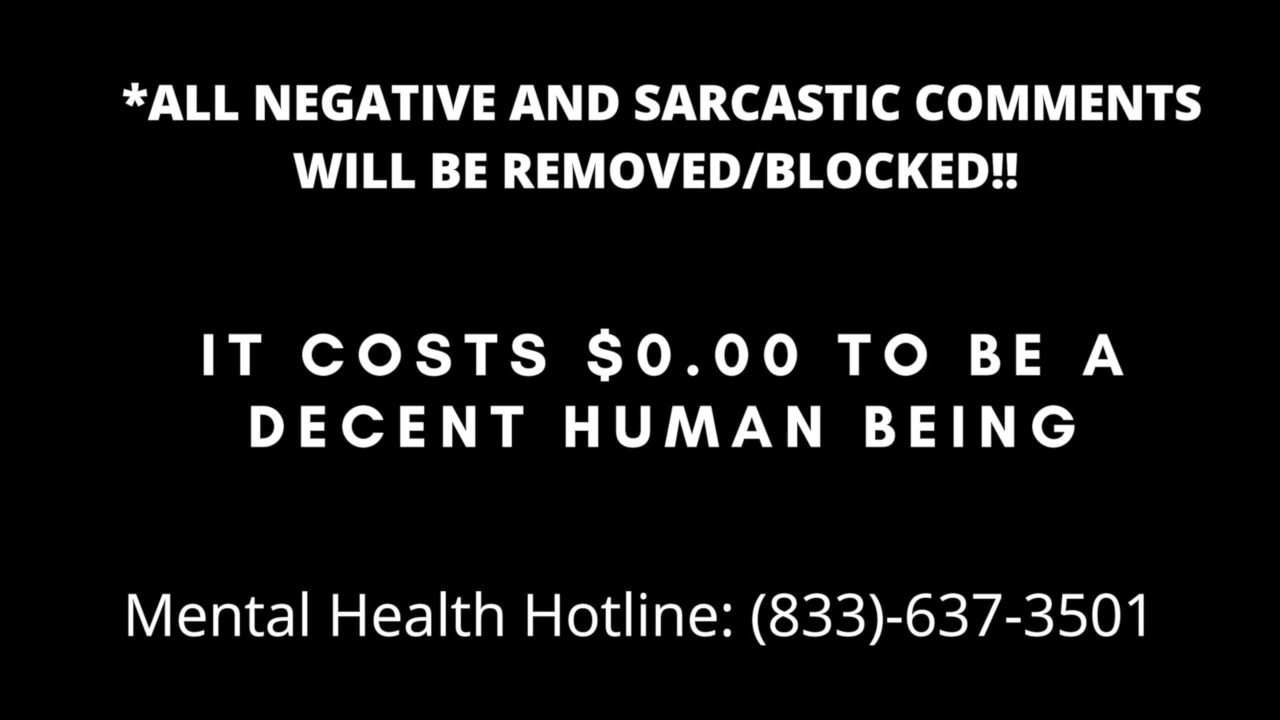 *ALL NEGATIVE AND SARCASTIC COMMENTS
WILL BE REMOVED/BLOCKED!!
IT COSTS $0.00 TO BE A
DECENT HUMAN BEING
Mental Health Hotline: (833)-637-3501